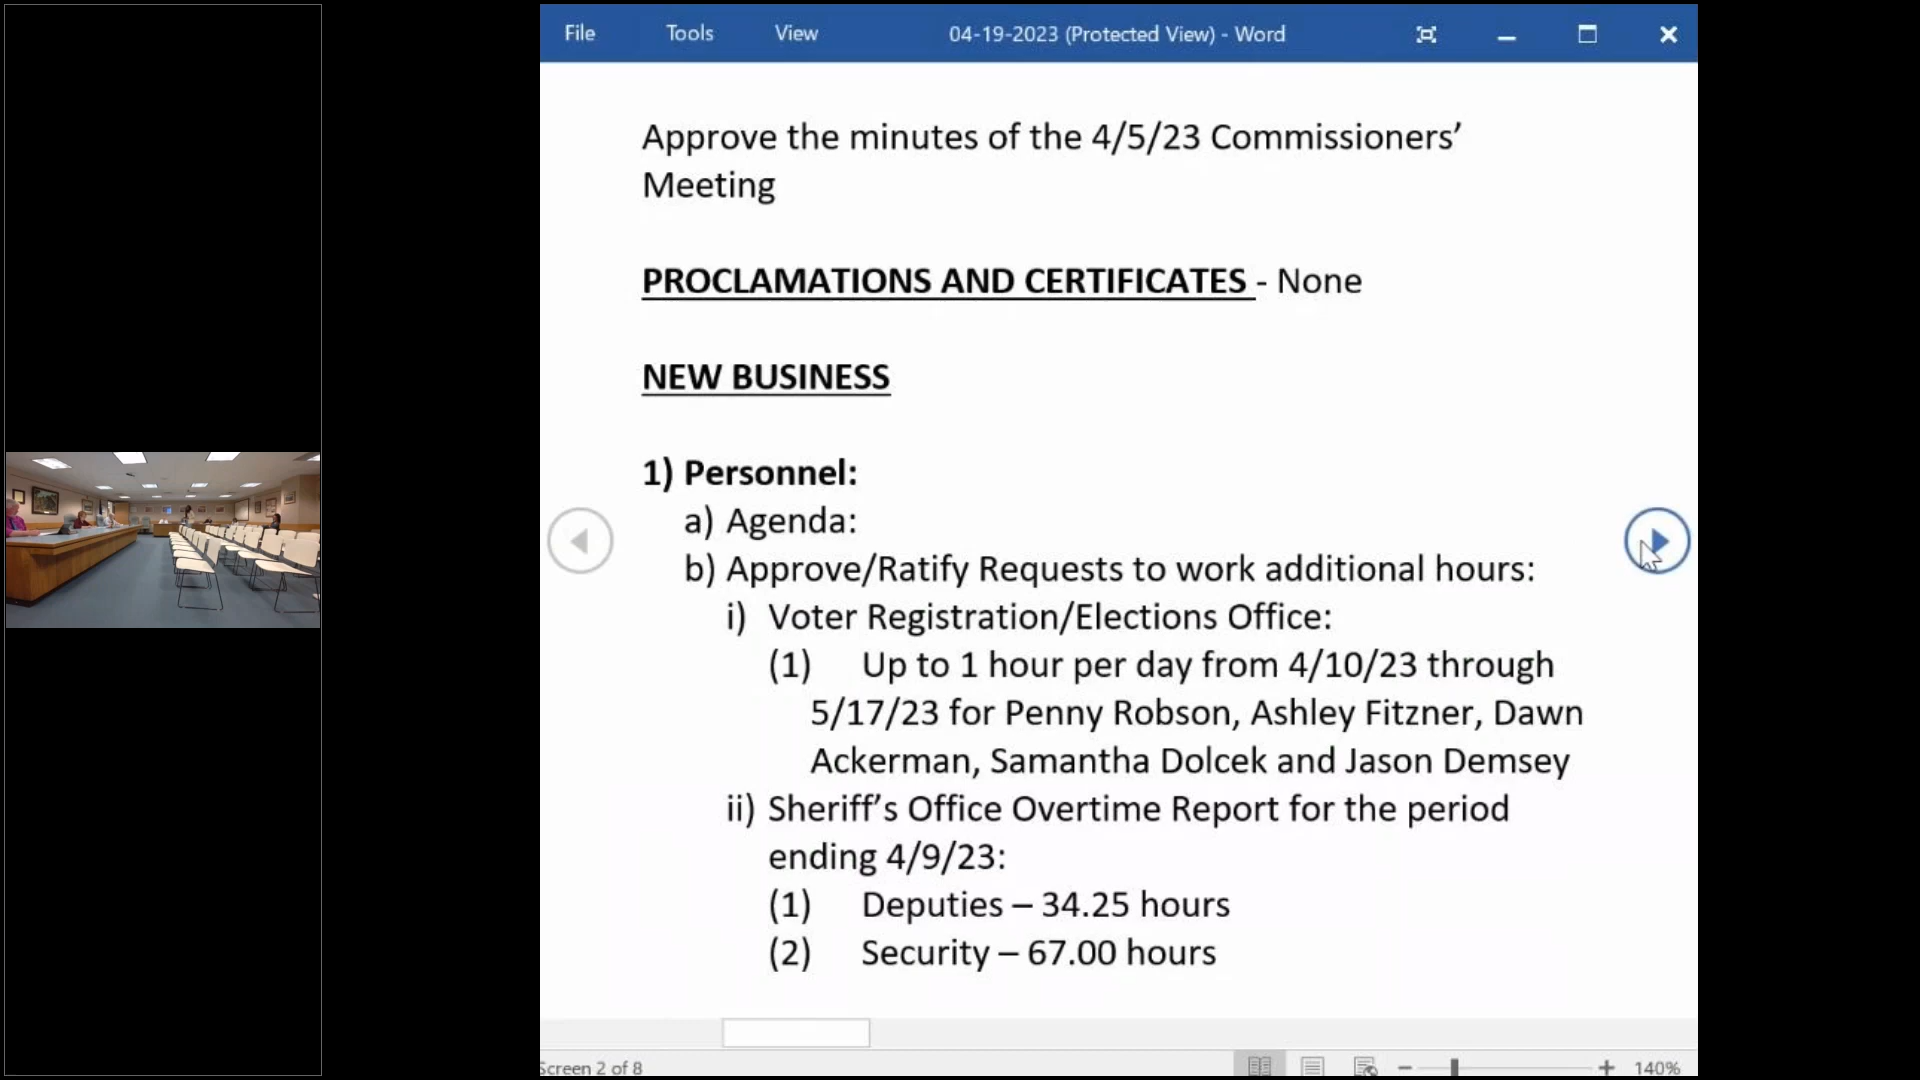 File Tools View 04-19-2023 (Protected View) - Word
Approve the minutes of the 4/5/23 Commissioners’
Meeting
PROCLAMATIONS AND CERTIFICATES - None
NEW BUSINESS
1) Personnel:
a) Agenda:
b) Approve/Ratify Requests to work additional hours:
i) Voter Registration/Elections Office:
(1) Up to 1 hour per day from 4/10/23 through
5/17/23 for Penny Robson, Ashley Fitzner, Dawn
Ackerman, Samantha Dolcek and Jason Demsey
ii) Sheriff’s Office Overtime Report for the period
ending 4/9/23:
(1) Deputies – 34.25 hours
(2) Security – 67.00 hours
Screen 2 of 8 140%